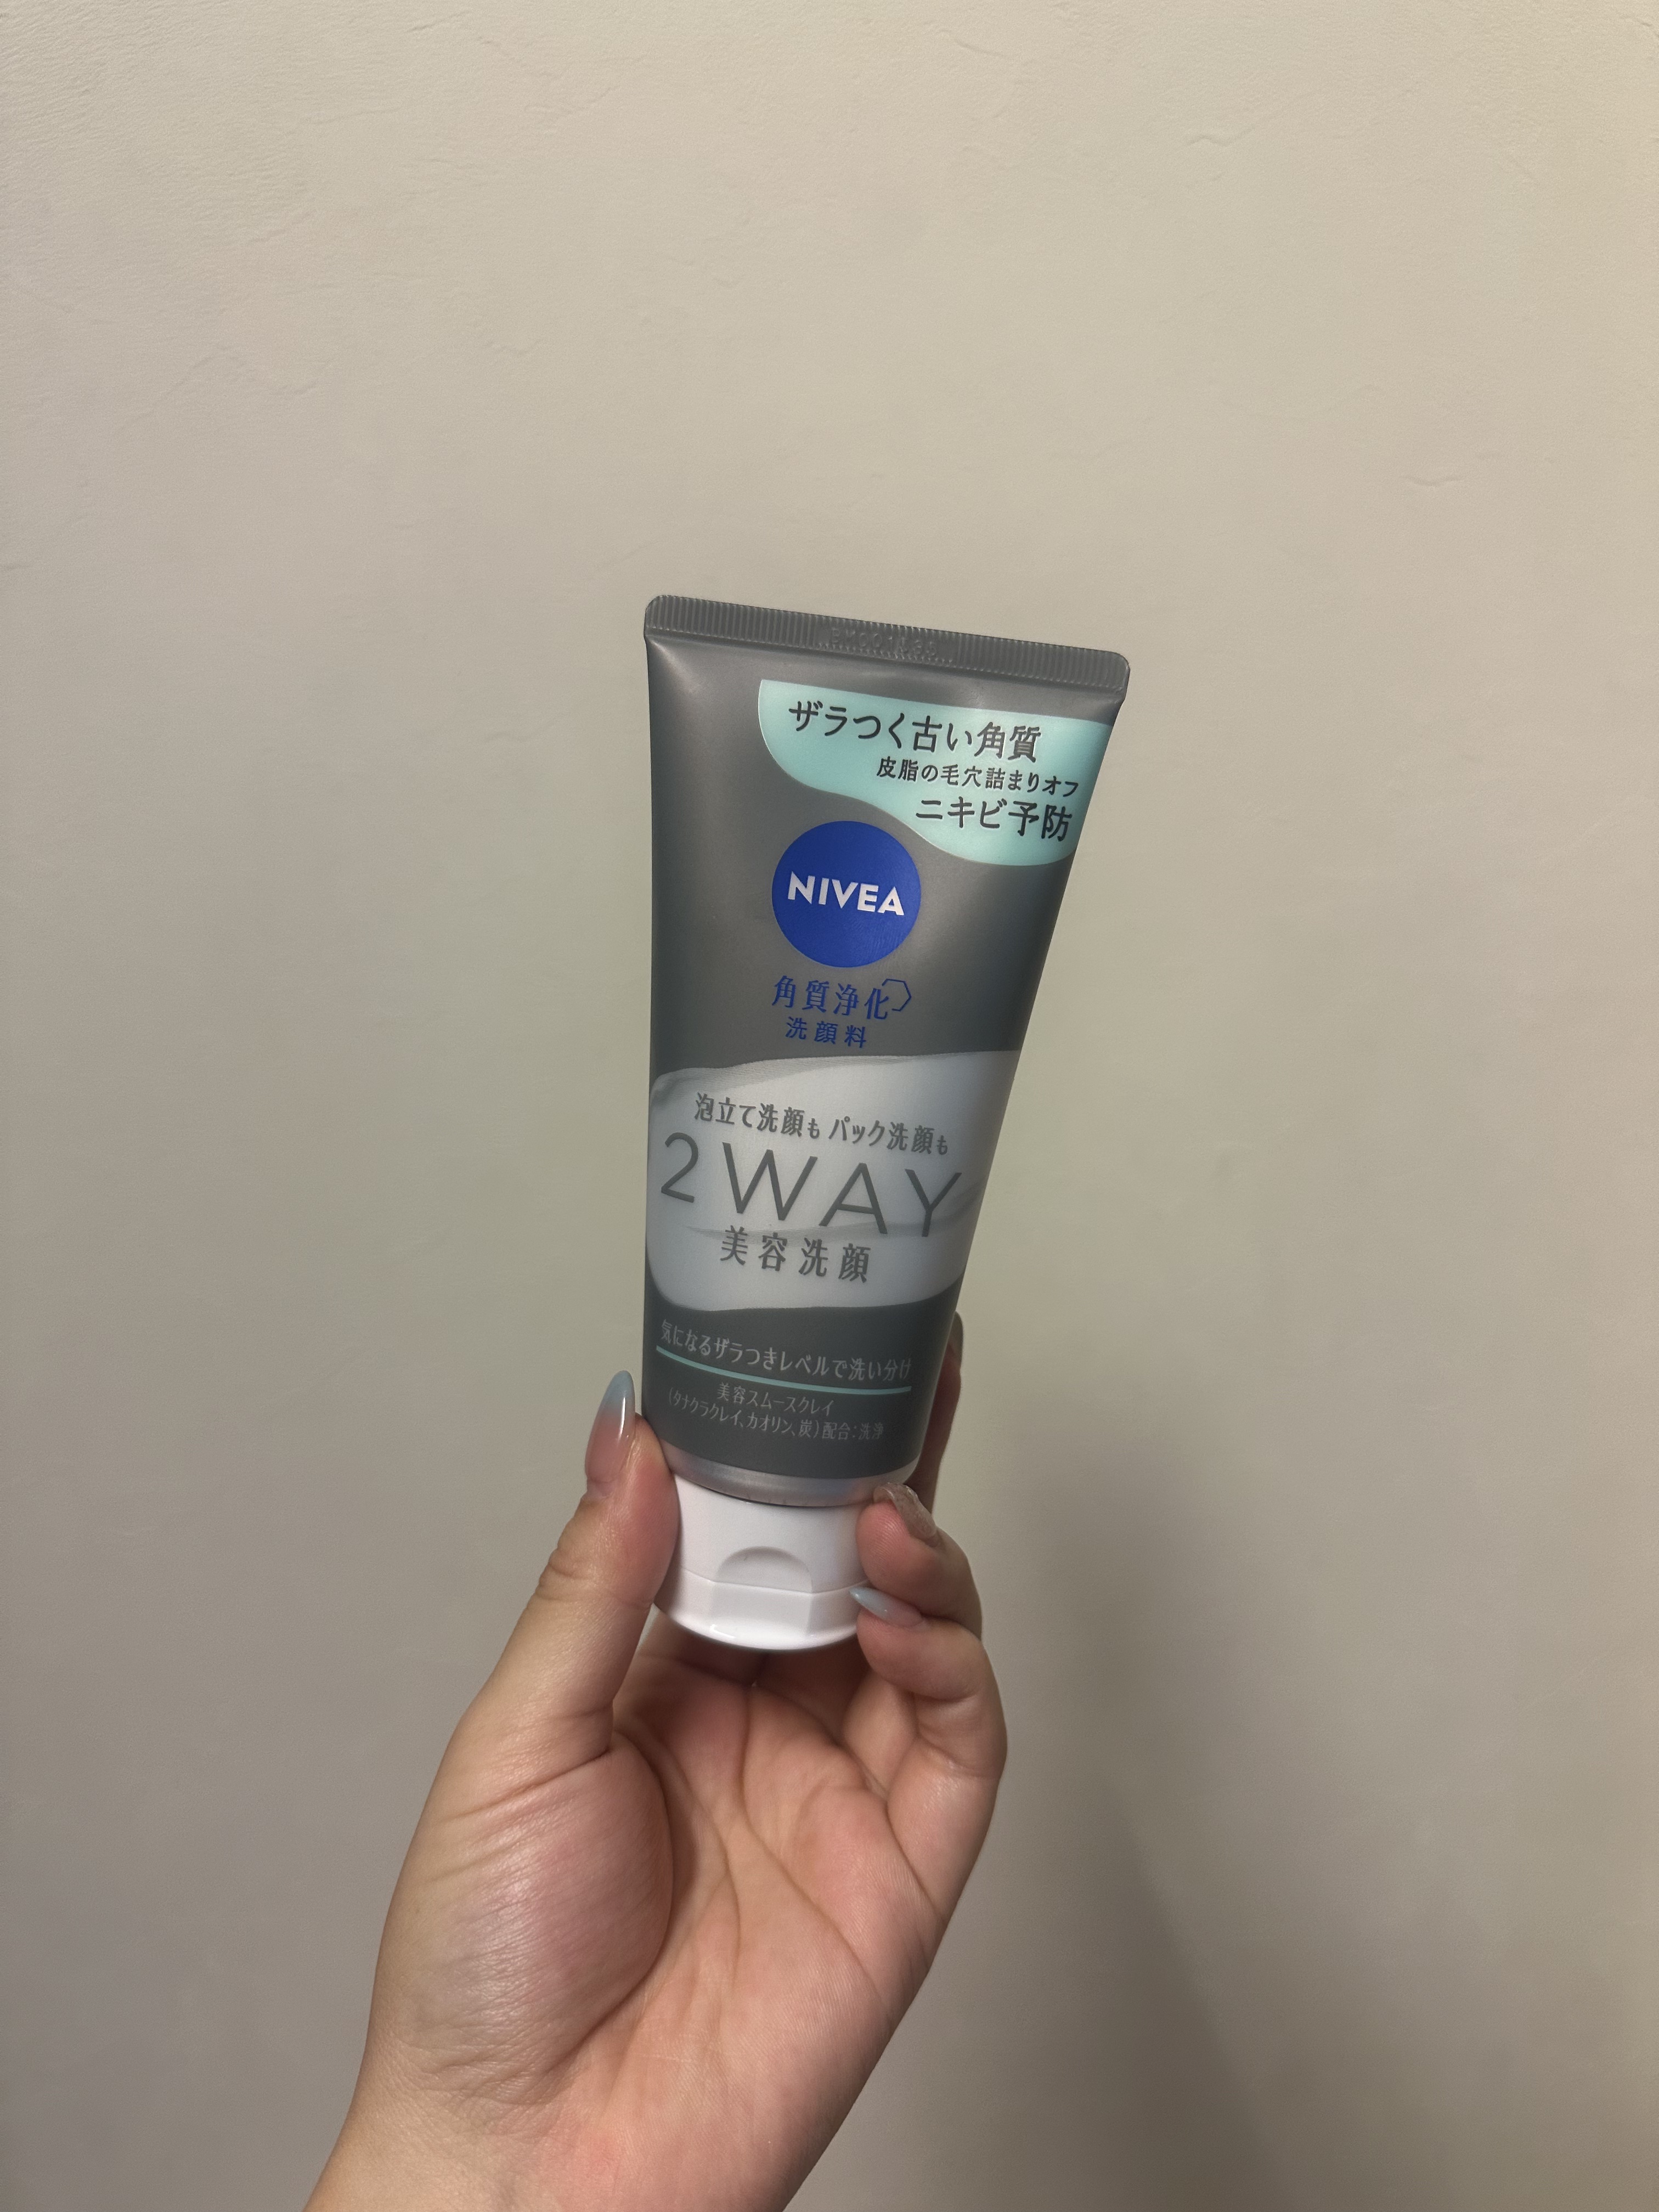 ザラつく古い角質
皮脂の毛穴詰まりオフ
ニキビ予防
NIVEA
角質浄化
洗顔料
泡立て洗顔も パック洗顔も
2WAY
美容洗顔
気になるザラつきレベルで洗い分け
美容スムースクレイ
(タナクラクレイ、カオリン、炭)配合:洗浄